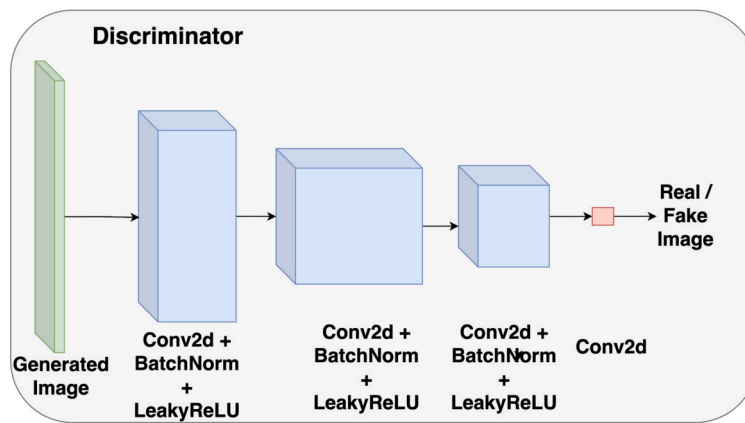 Discriminator
Generated
Image
Conv2d +
BatchNorm
+
LeakyReLU
Conv2d +
BatchNorm
+
LeakyReLU
Conv2d +
BatchNorm
+
LeakyReLU
Conv2d
Real /
Fake
Image